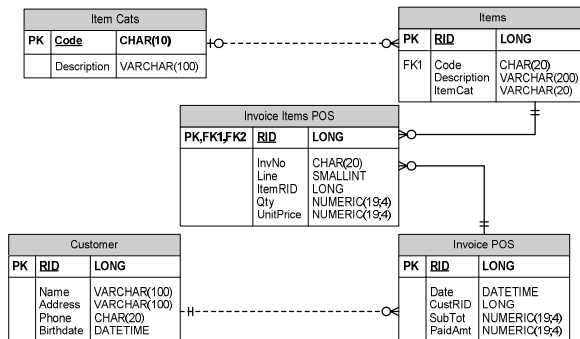 Item Cats
PK Code CHAR(10)
Description VARCHAR(100)
Items
PK RID LONG
FK1 Code CHAR(20)
Description VARCHAR(200)
ItemCat VARCHAR(20)
Invoice Items POS
PK,FK1,FK2 RID LONG
InvNo CHAR(20)
Line SMALLINT
ItemRID LONG
Qty NUMERIC(19;4)
UnitPrice NUMERIC(19;4)
Customer
PK RID LONG
Name VARCHAR(100)
Address VARCHAR(100)
Phone CHAR(20)
Birthdate DATETIME
Invoice POS
PK RID LONG
Date DATETIME
CustRID LONG
SubTot NUMERIC(19;4)
PaidAmt NUMERIC(19;4)